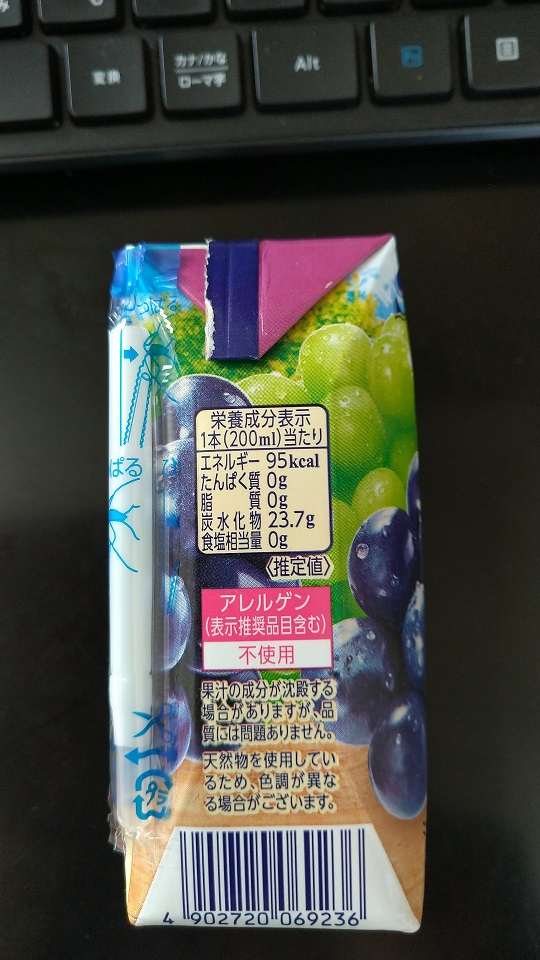 変換
カナ/かな
ローマ字
Alt
栄養成分表示
1本(200ml)当たり
エネルギー 95kcal
たんぱく質 0g
脂質 0g
炭水化物 23.7g
食塩相当量 0g
〈推定値〉
アレルゲン
(表示推奨品目含む)
不使用
果汁の成分が沈殿する
場合がありますが、品
質には問題ありません。
天然物を使用してい
るため、色調が異な
る場合がございます。
4 902720 069236